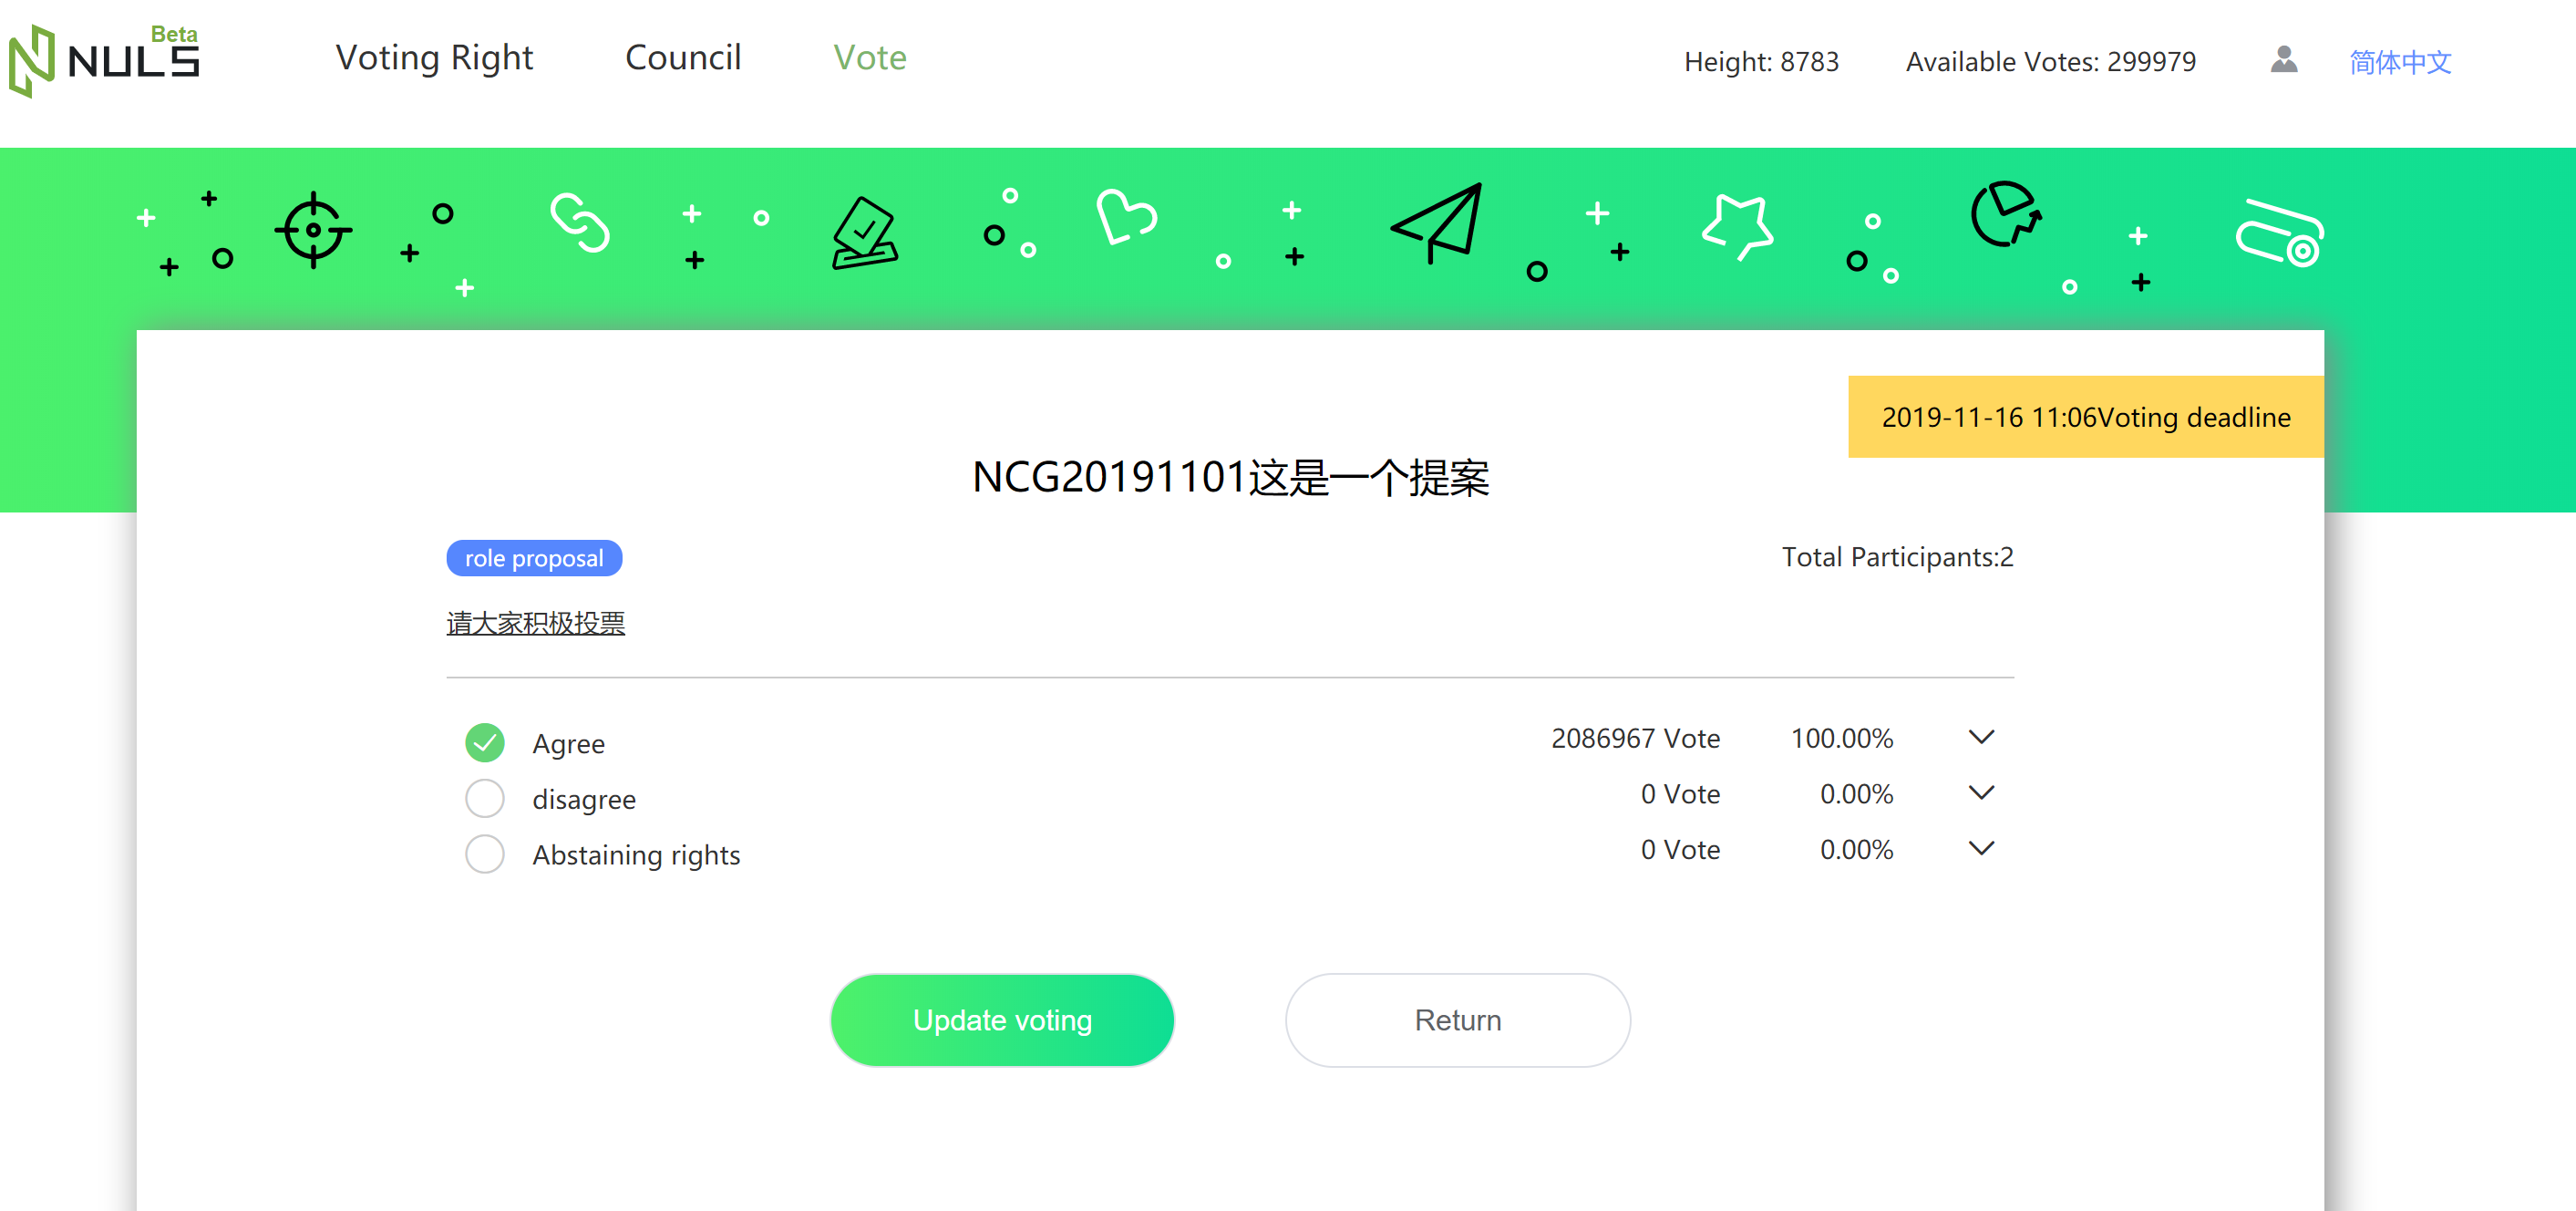 Beta
NULS
Voting Right
Council
Vote
Height: 8783
Available Votes: 299979
简体中文
2019-11-16 11:06Voting deadline
NCG20191101这是一个提案
role proposal
Total Participants:2
请大家积极投票
Agree
2086967 Vote
100.00%
disagree
0 Vote
0.00%
Abstaining rights
0 Vote
0.00%
Update voting
Return